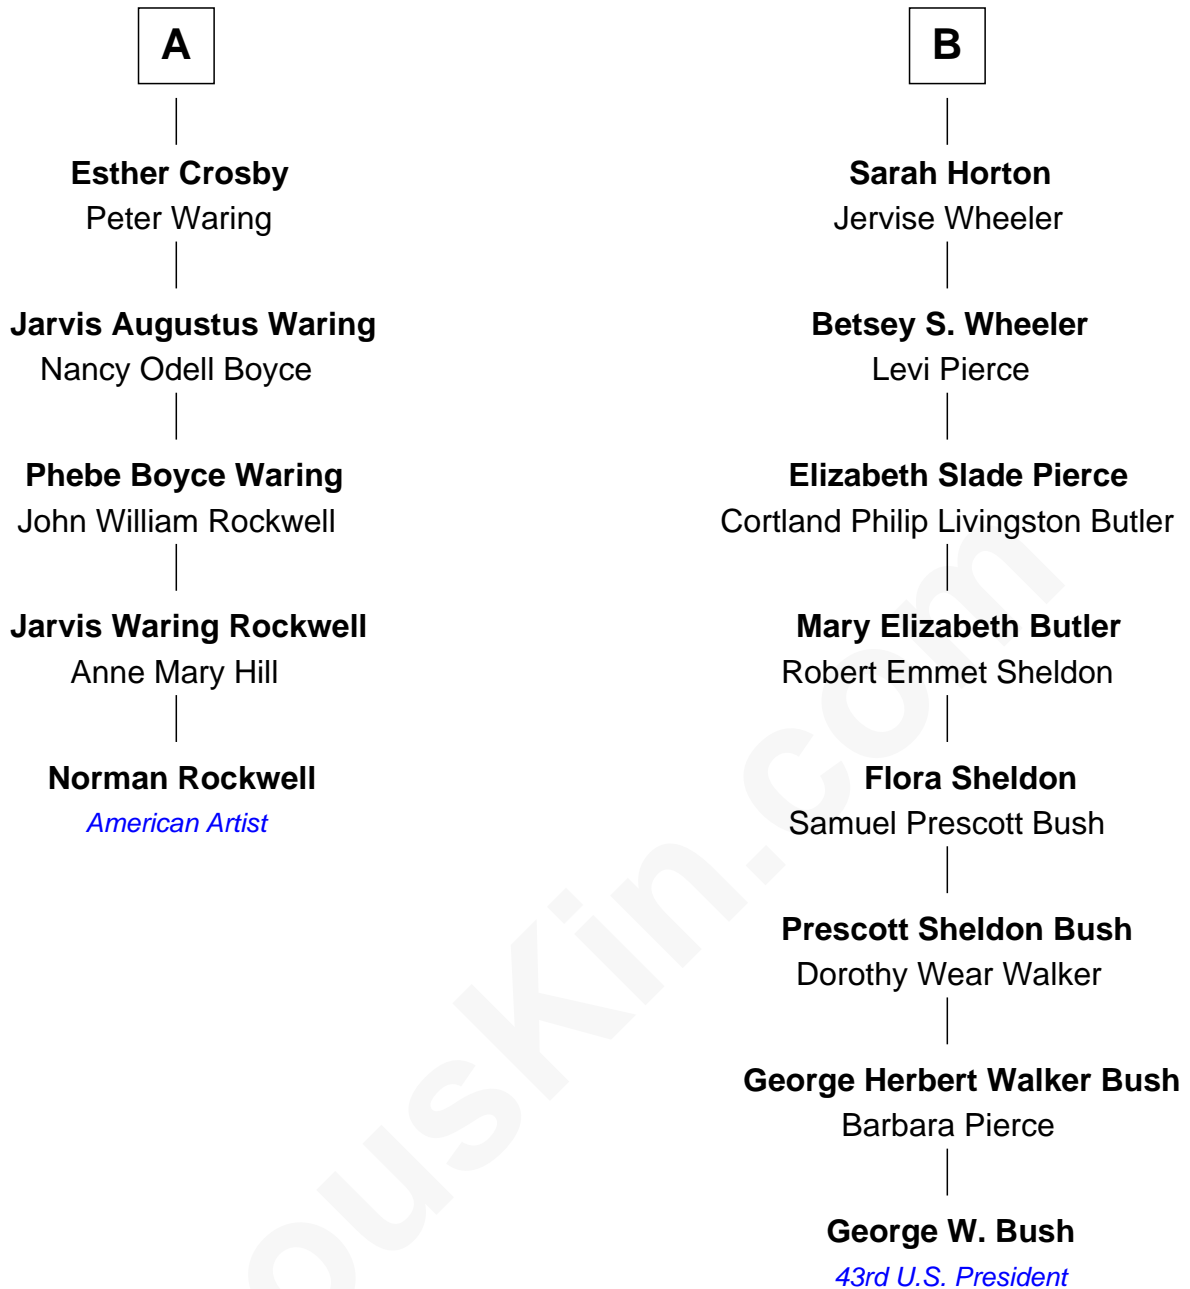 A
Esther Crosby
Peter Waring
Jarvis Augustus Waring
Nancy Odell Boyce
Phebe Boyce Waring
John William Rockwell
Jarvis Waring Rockwell
Anne Mary Hill
Norman Rockwell
American Artist
B
Sarah Horton
Jervise Wheeler
Betsey S. Wheeler
Levi Pierce
Elizabeth Slade Pierce
Cortland Philip Livingston Butler
Mary Elizabeth Butler
Robert Emmet Sheldon
Flora Sheldon
Samuel Prescott Bush
Prescott Sheldon Bush
Dorothy Wear Walker
George Herbert Walker Bush
Barbara Pierce
George W. Bush
43rd U.S. President
ousKin.com